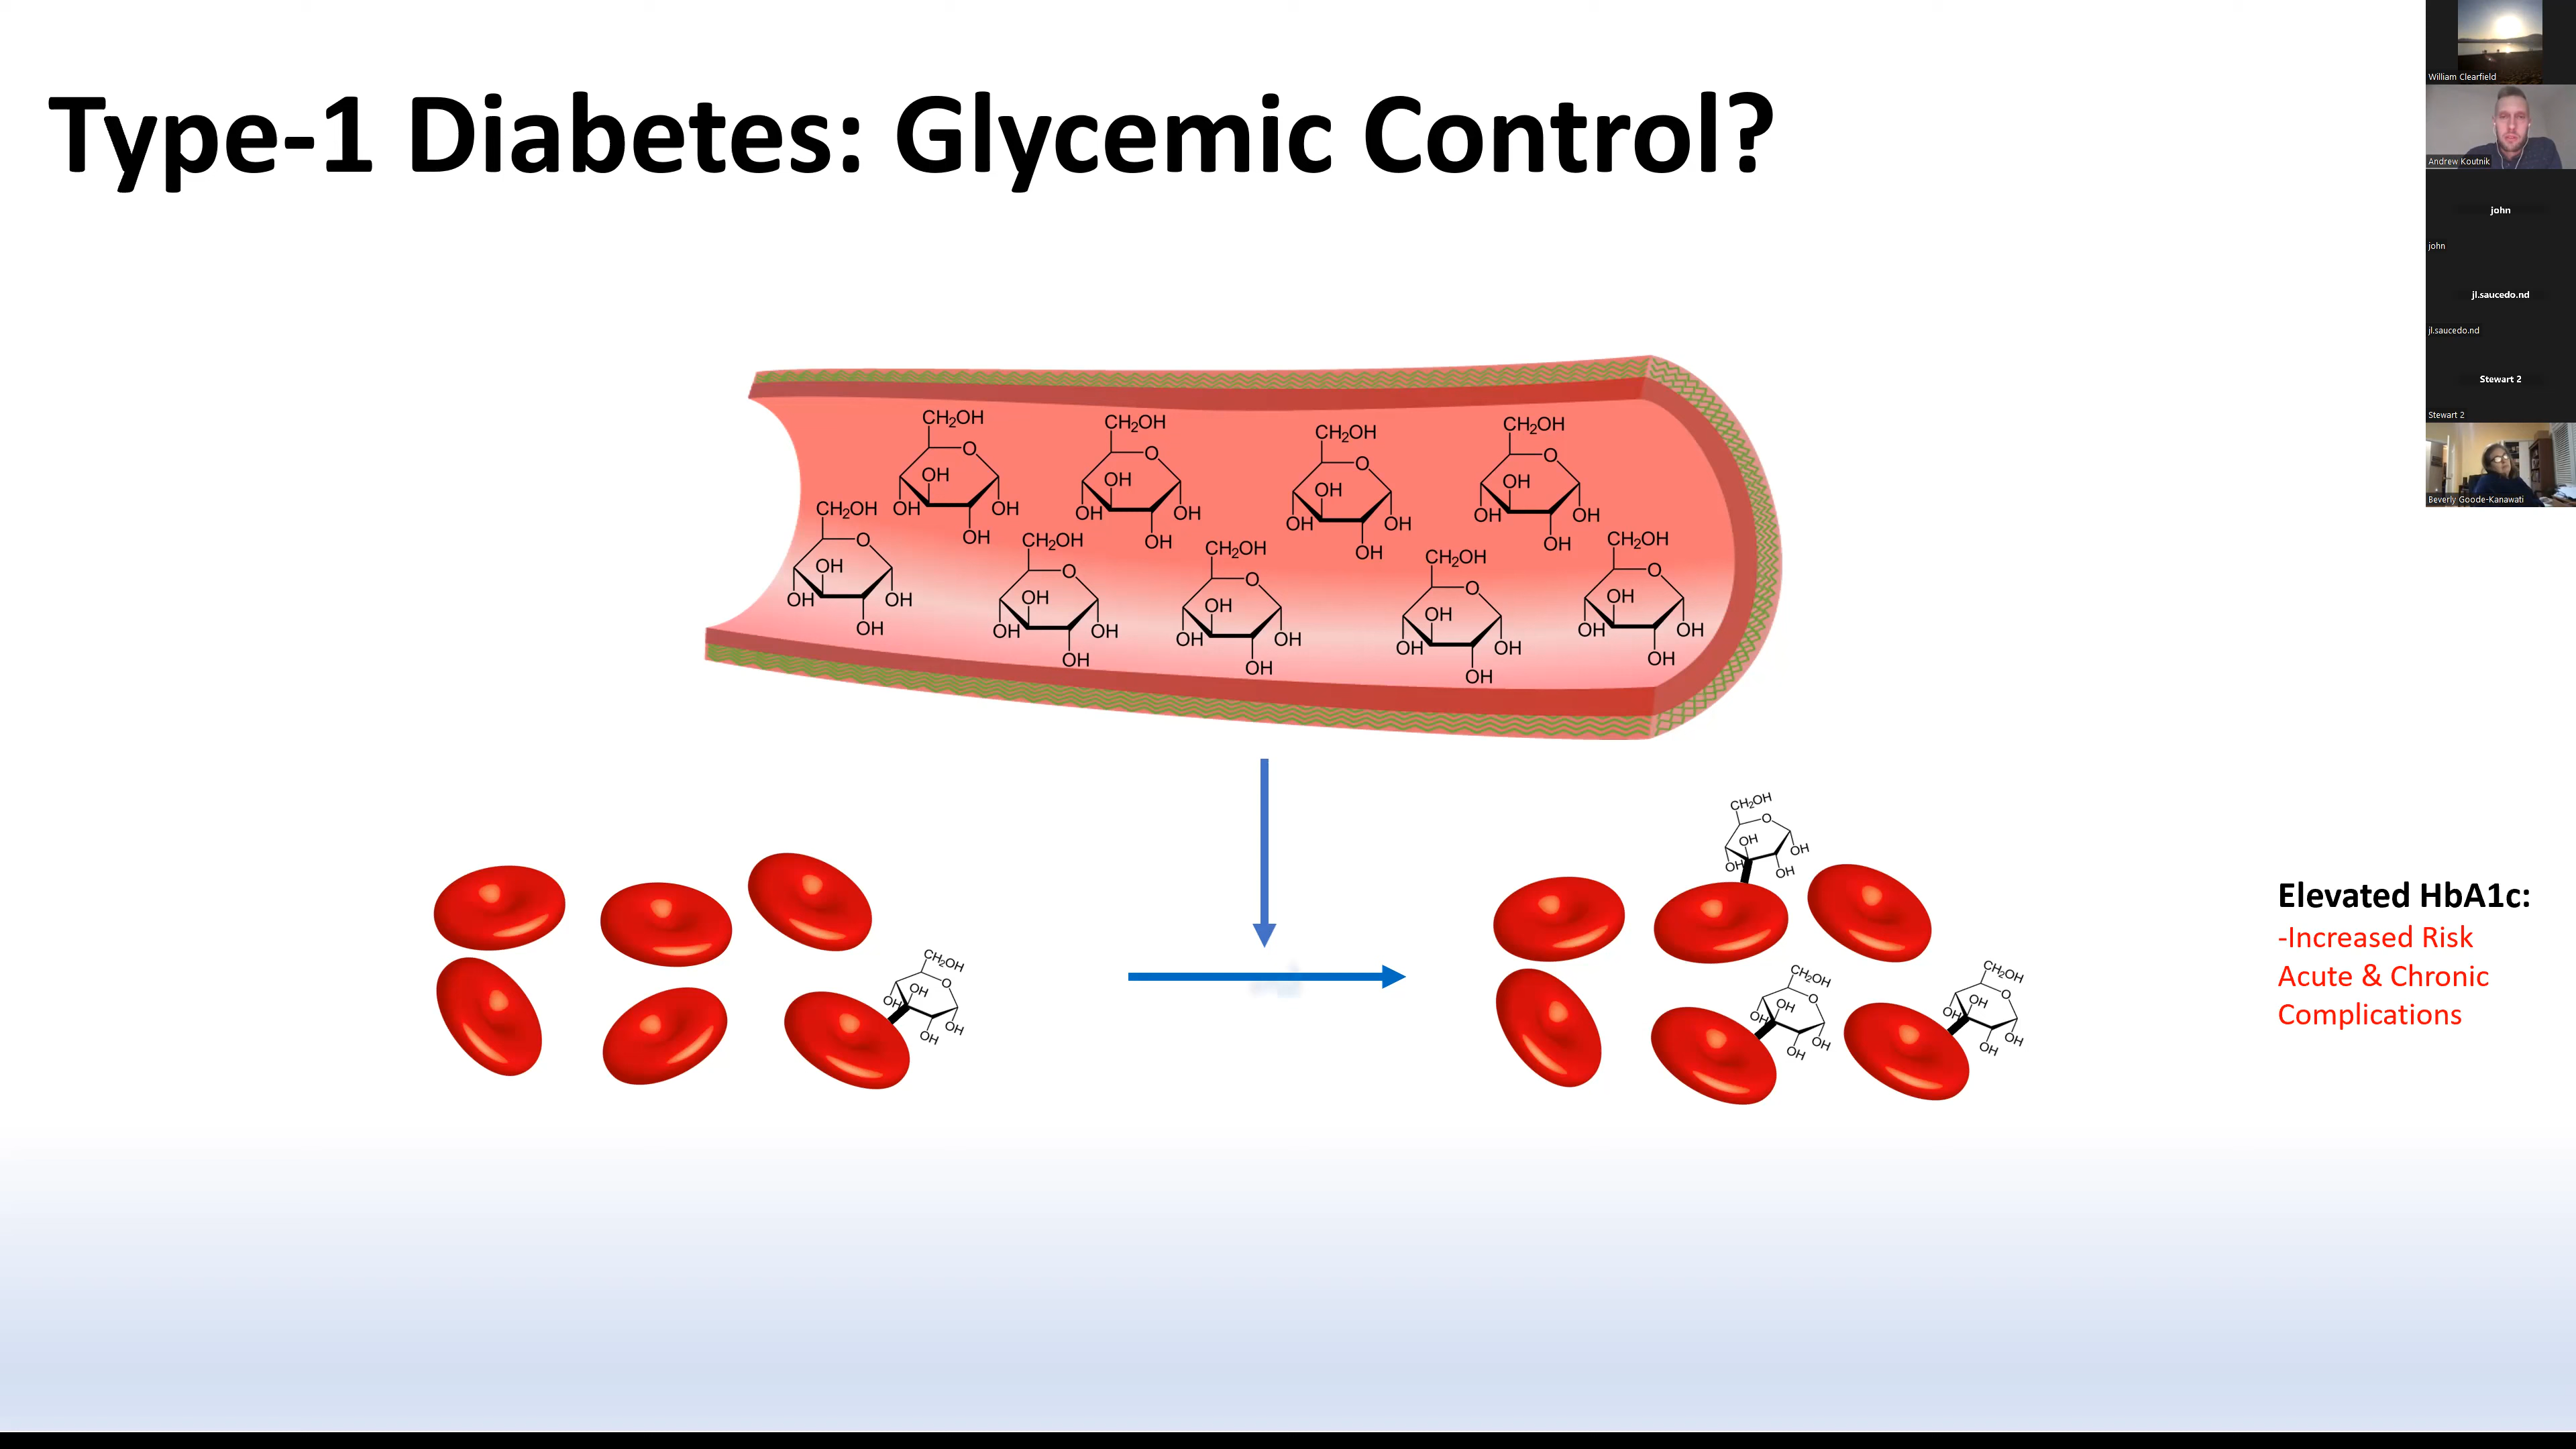 Type-1 Diabetes: Glycemic Control?
William Clearfield
Andrew Koutnik
john
john
jl.saucedo.nd
jl.saucedo.nd
Stewart 2
Stewart 2
Beverly Goode-Kanawati
CH2OH
O
OH
OH
OH
OH
CH2OH
O
OH
OH
OH
OH
CH2OH
O
OH
OH
OH
OH
CH2OH
O
OH
OH
OH
OH
CH2OH
O
OH
OH
OH
OH
CH2OH
O
OH
OH
OH
OH
CH2OH
O
OH
OH
OH
OH
CH2OH
O
OH
OH
OH
OH
CH2OH
O
OH
OH
OH
OH
CH2OH
O
OH
OH
OH
OH
CH2OH
O
OH
OH
OH
OH
CH2OH
O
OH
OH
OH
OH
CH2OH
O
OH
OH
OH
OH
Elevated HbA1c:
-Increased Risk
Acute & Chronic
Complications